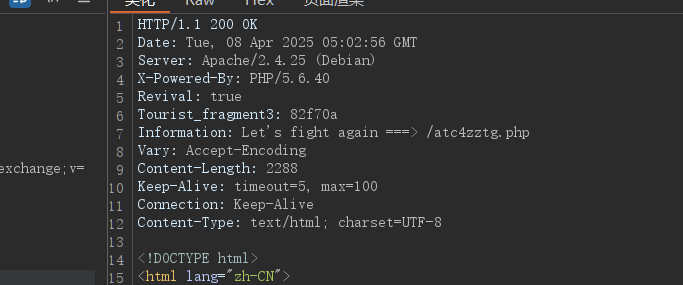 Raw
Hex
页面渲染
exchange;v=
1 HTTP/1.1 200 OK
2 Date: Tue, 08 Apr 2025 05:02:56 GMT
3 Server: Apache/2.4.25 (Debian)
4 X-Powered-By: PHP/5.6.40
5 Revival: true
6 Tourist_fragment3: 82f70a
7 Information: Let's fight again ===> /atc4zztg.php
8 Vary: Accept-Encoding
9 Content-Length: 2288
10 Keep-Alive: timeout=5, max=100
11 Connection: Keep-Alive
12 Content-Type: text/html; charset=UTF-8
13
14 <!DOCTYPE html>
15 <html lang="zh-CN">